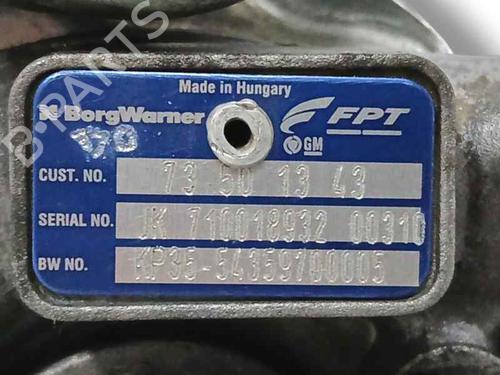 B-PARTS
Made in Hungary
BorgWarner
FPT
GM
CUST. NO. 73 50 13 43
SERIAL NO. JK 710018932 00310
BW NO. KP35-54359700005